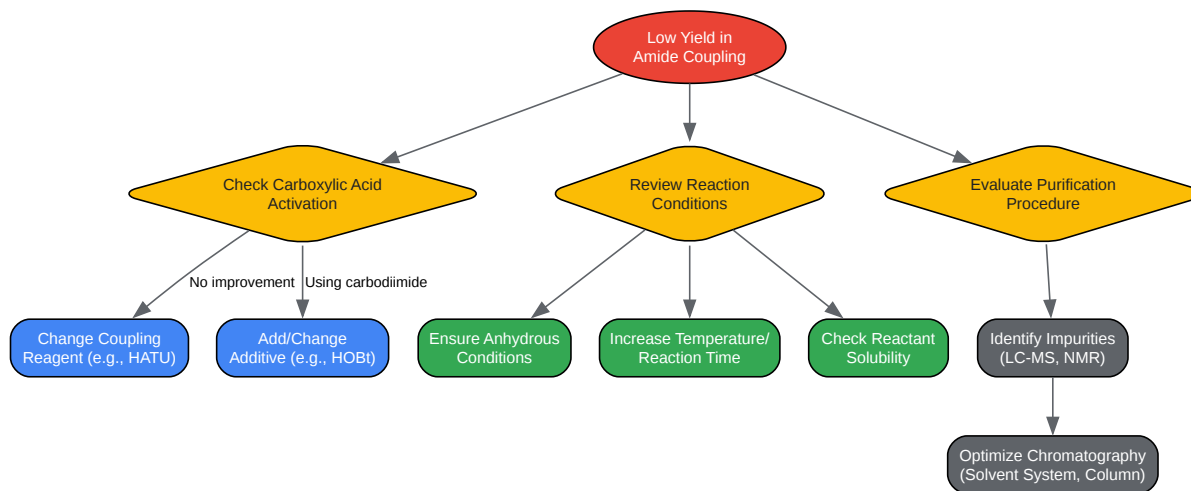 Low Yield in
Amide Coupling
Check Carboxylic Acid
Activation
Review Reaction
Conditions
Evaluate Purification
Procedure
No improvement
Using carbodiimide
Change Coupling
Reagent (e.g., HATU)
Add/Change
Additive (e.g., HOBt)
Ensure Anhydrous
Conditions
Increase Temperature/
Reaction Time
Check Reactant
Solubility
Identify Impurities
(LC-MS, NMR)
Optimize Chromatography
(Solvent System, Column)